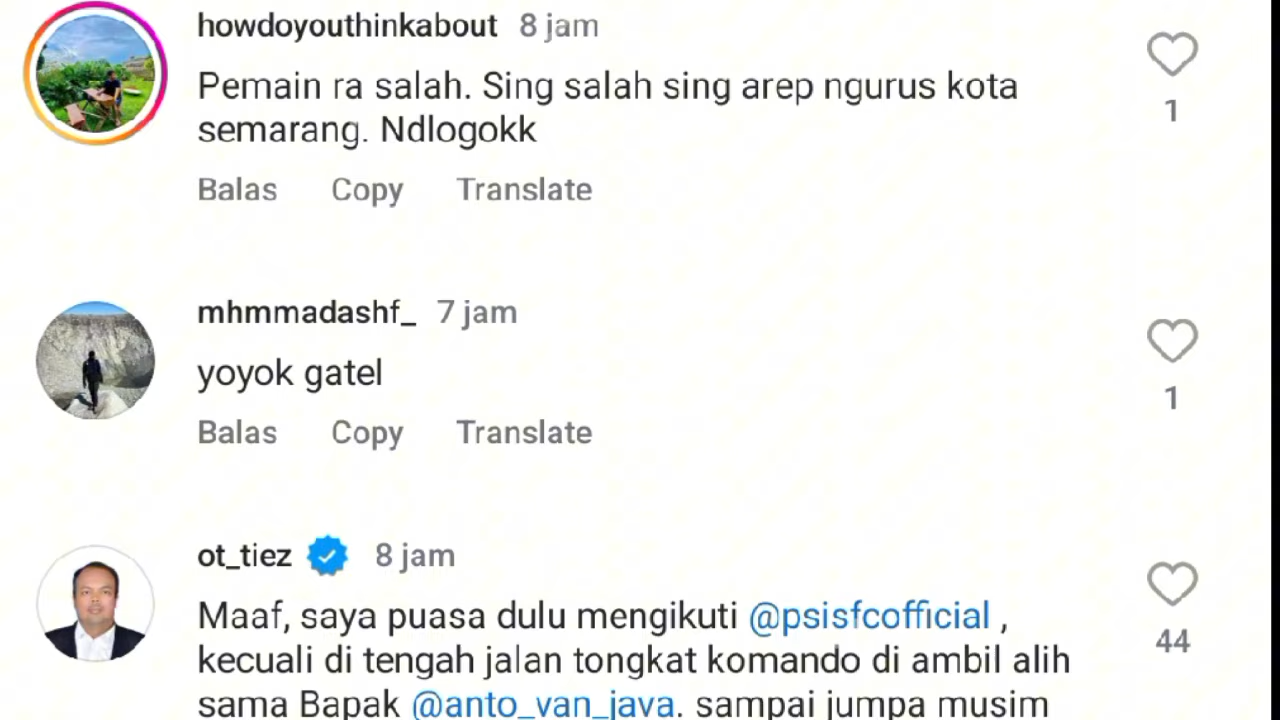 howdoyouthinkabout 8 jam
Pemain ra salah. Sing salah sing arep ngurus kota
semarang. Ndlogokk
1
Balas Copy Translate
mhmmadashf_ 7 jam
yoyok gatel
1
Balas Copy Translate
ot_tiez 8 jam
Maaf, saya puasa dulu mengikuti @psisfcofficial ,
44
kecuali di tengah jalan tongkat komando di ambil alih
sama Bapak @anto_van_java. sampai jumpa musim